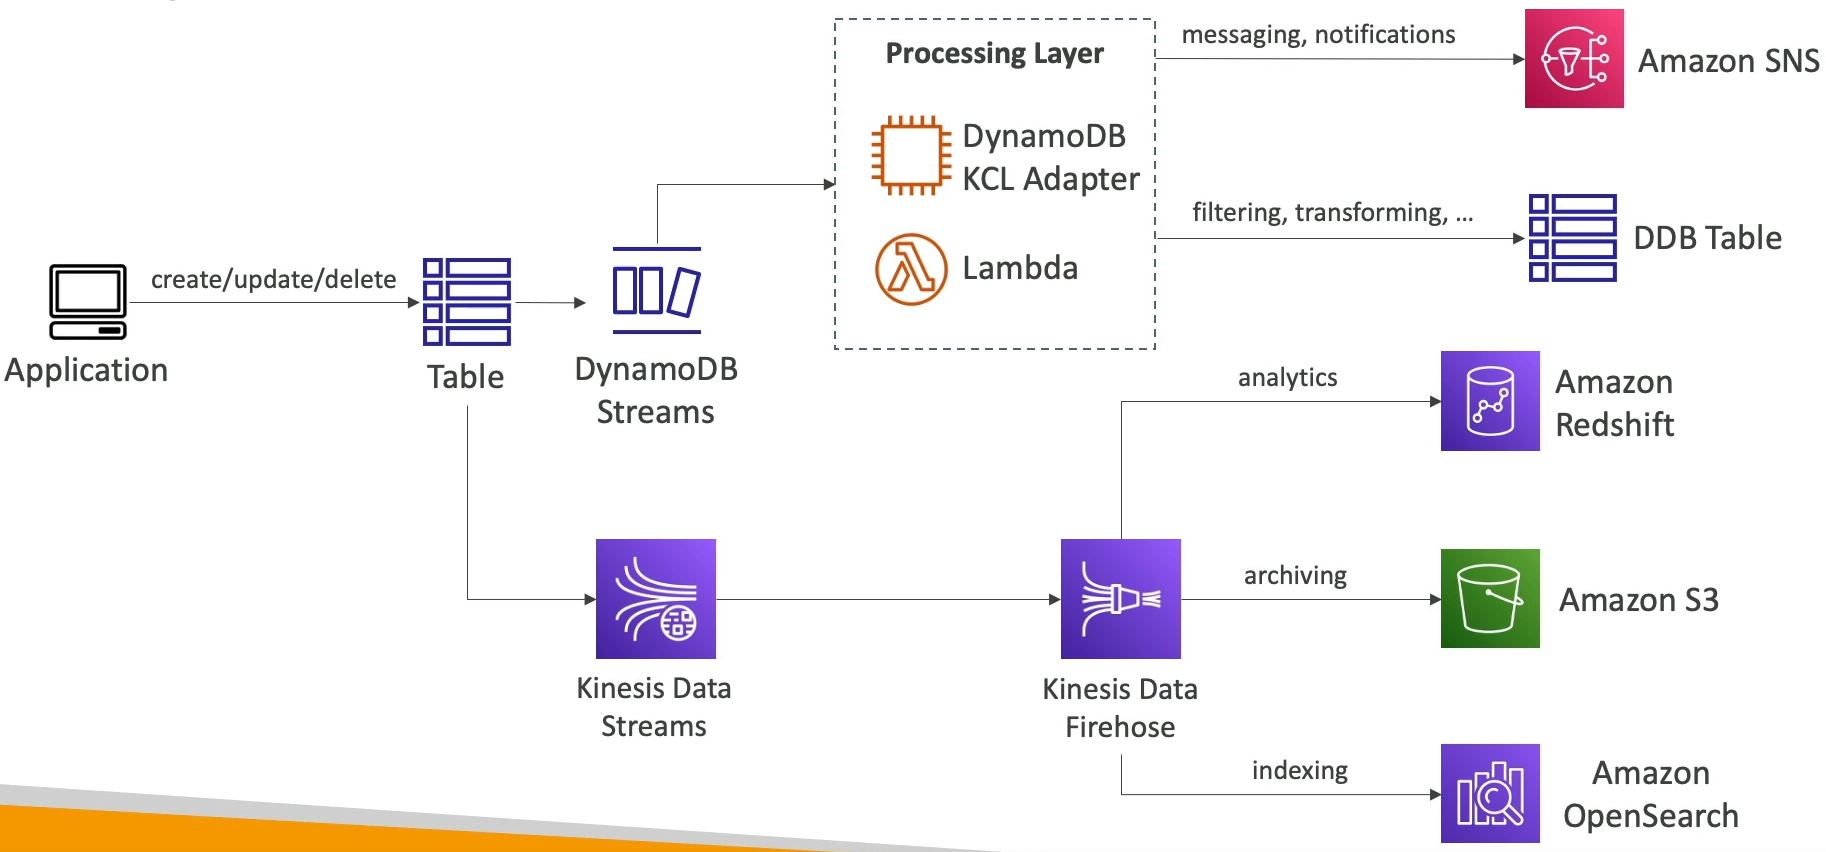 Processing Layer
DynamoDB
KCL Adapter
Lambda
messaging, notifications
Amazon SNS
filtering, transforming, ...
DDB Table
create/update/delete
Application
Table
DynamoDB
Streams
analytics
Amazon
Redshift
archiving
Amazon S3
Kinesis Data
Streams
Kinesis Data
Firehose
indexing
Amazon
OpenSearch